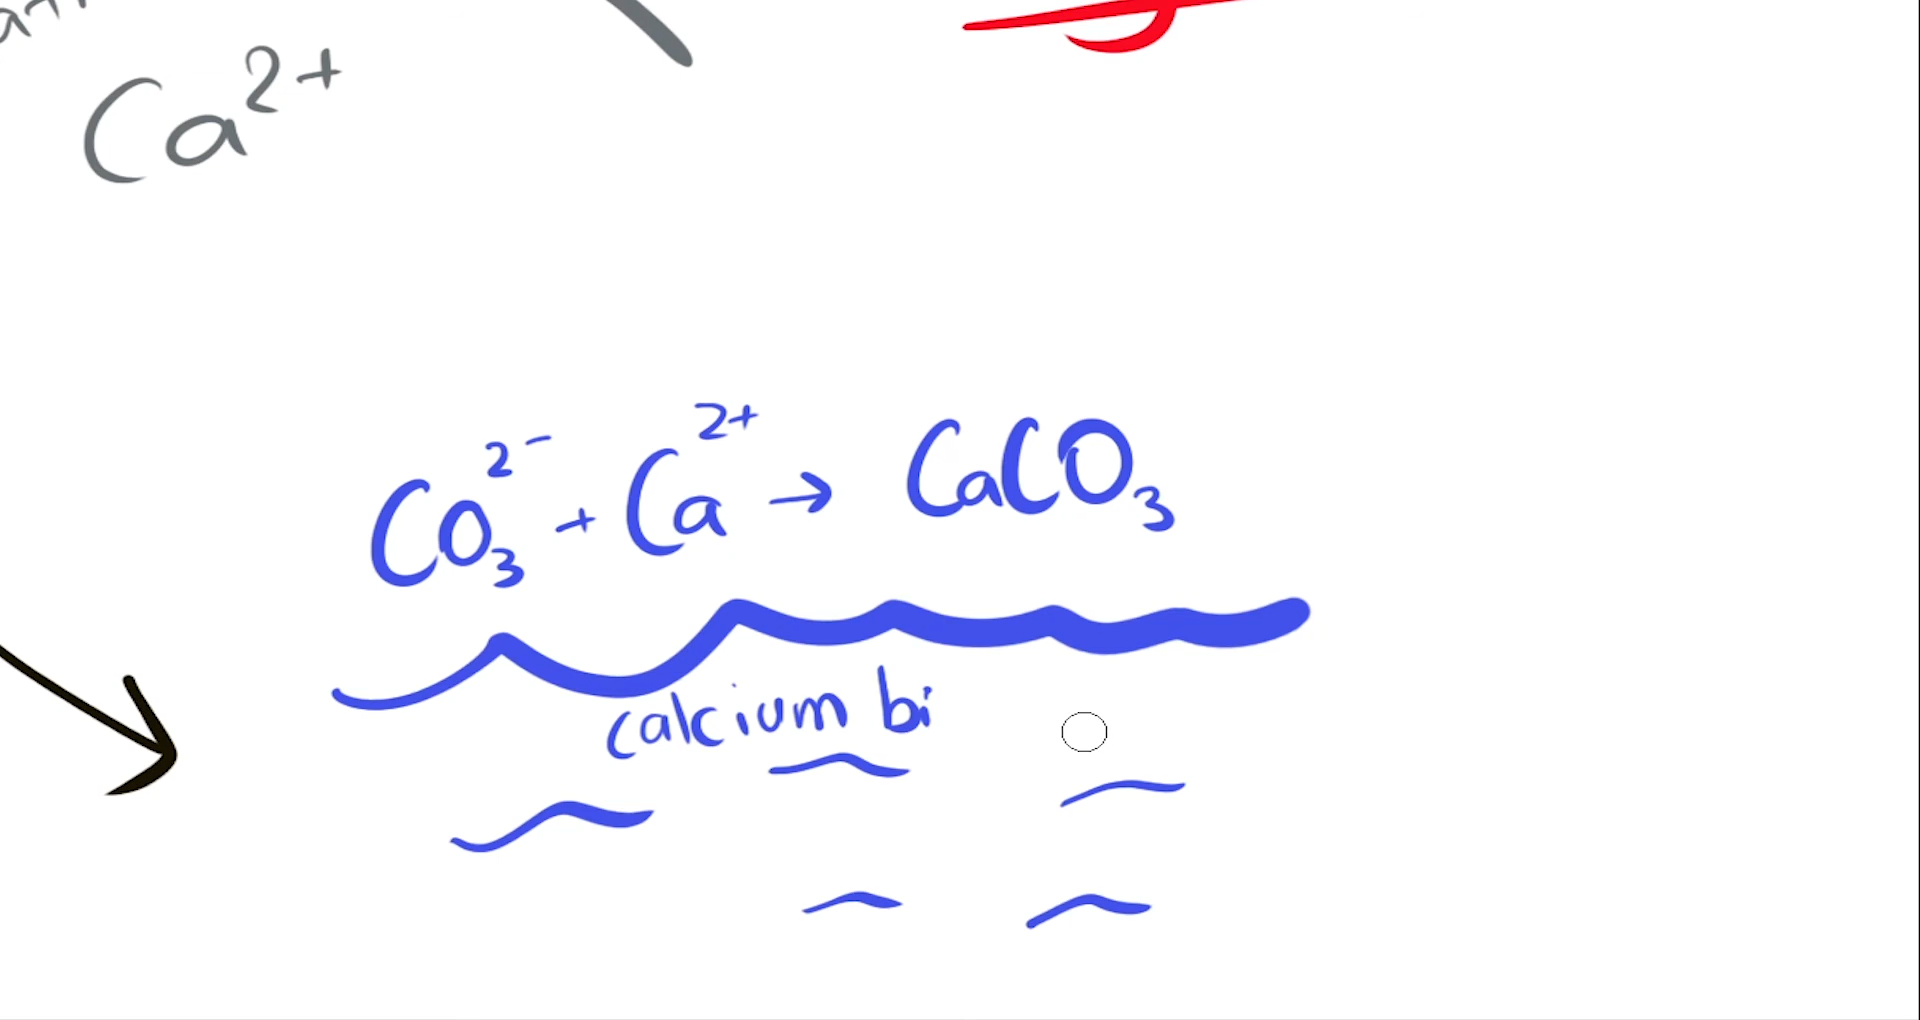 Ca²⁺
CO₃²⁻ + Ca²⁺ → CaCO₃
calcium bi